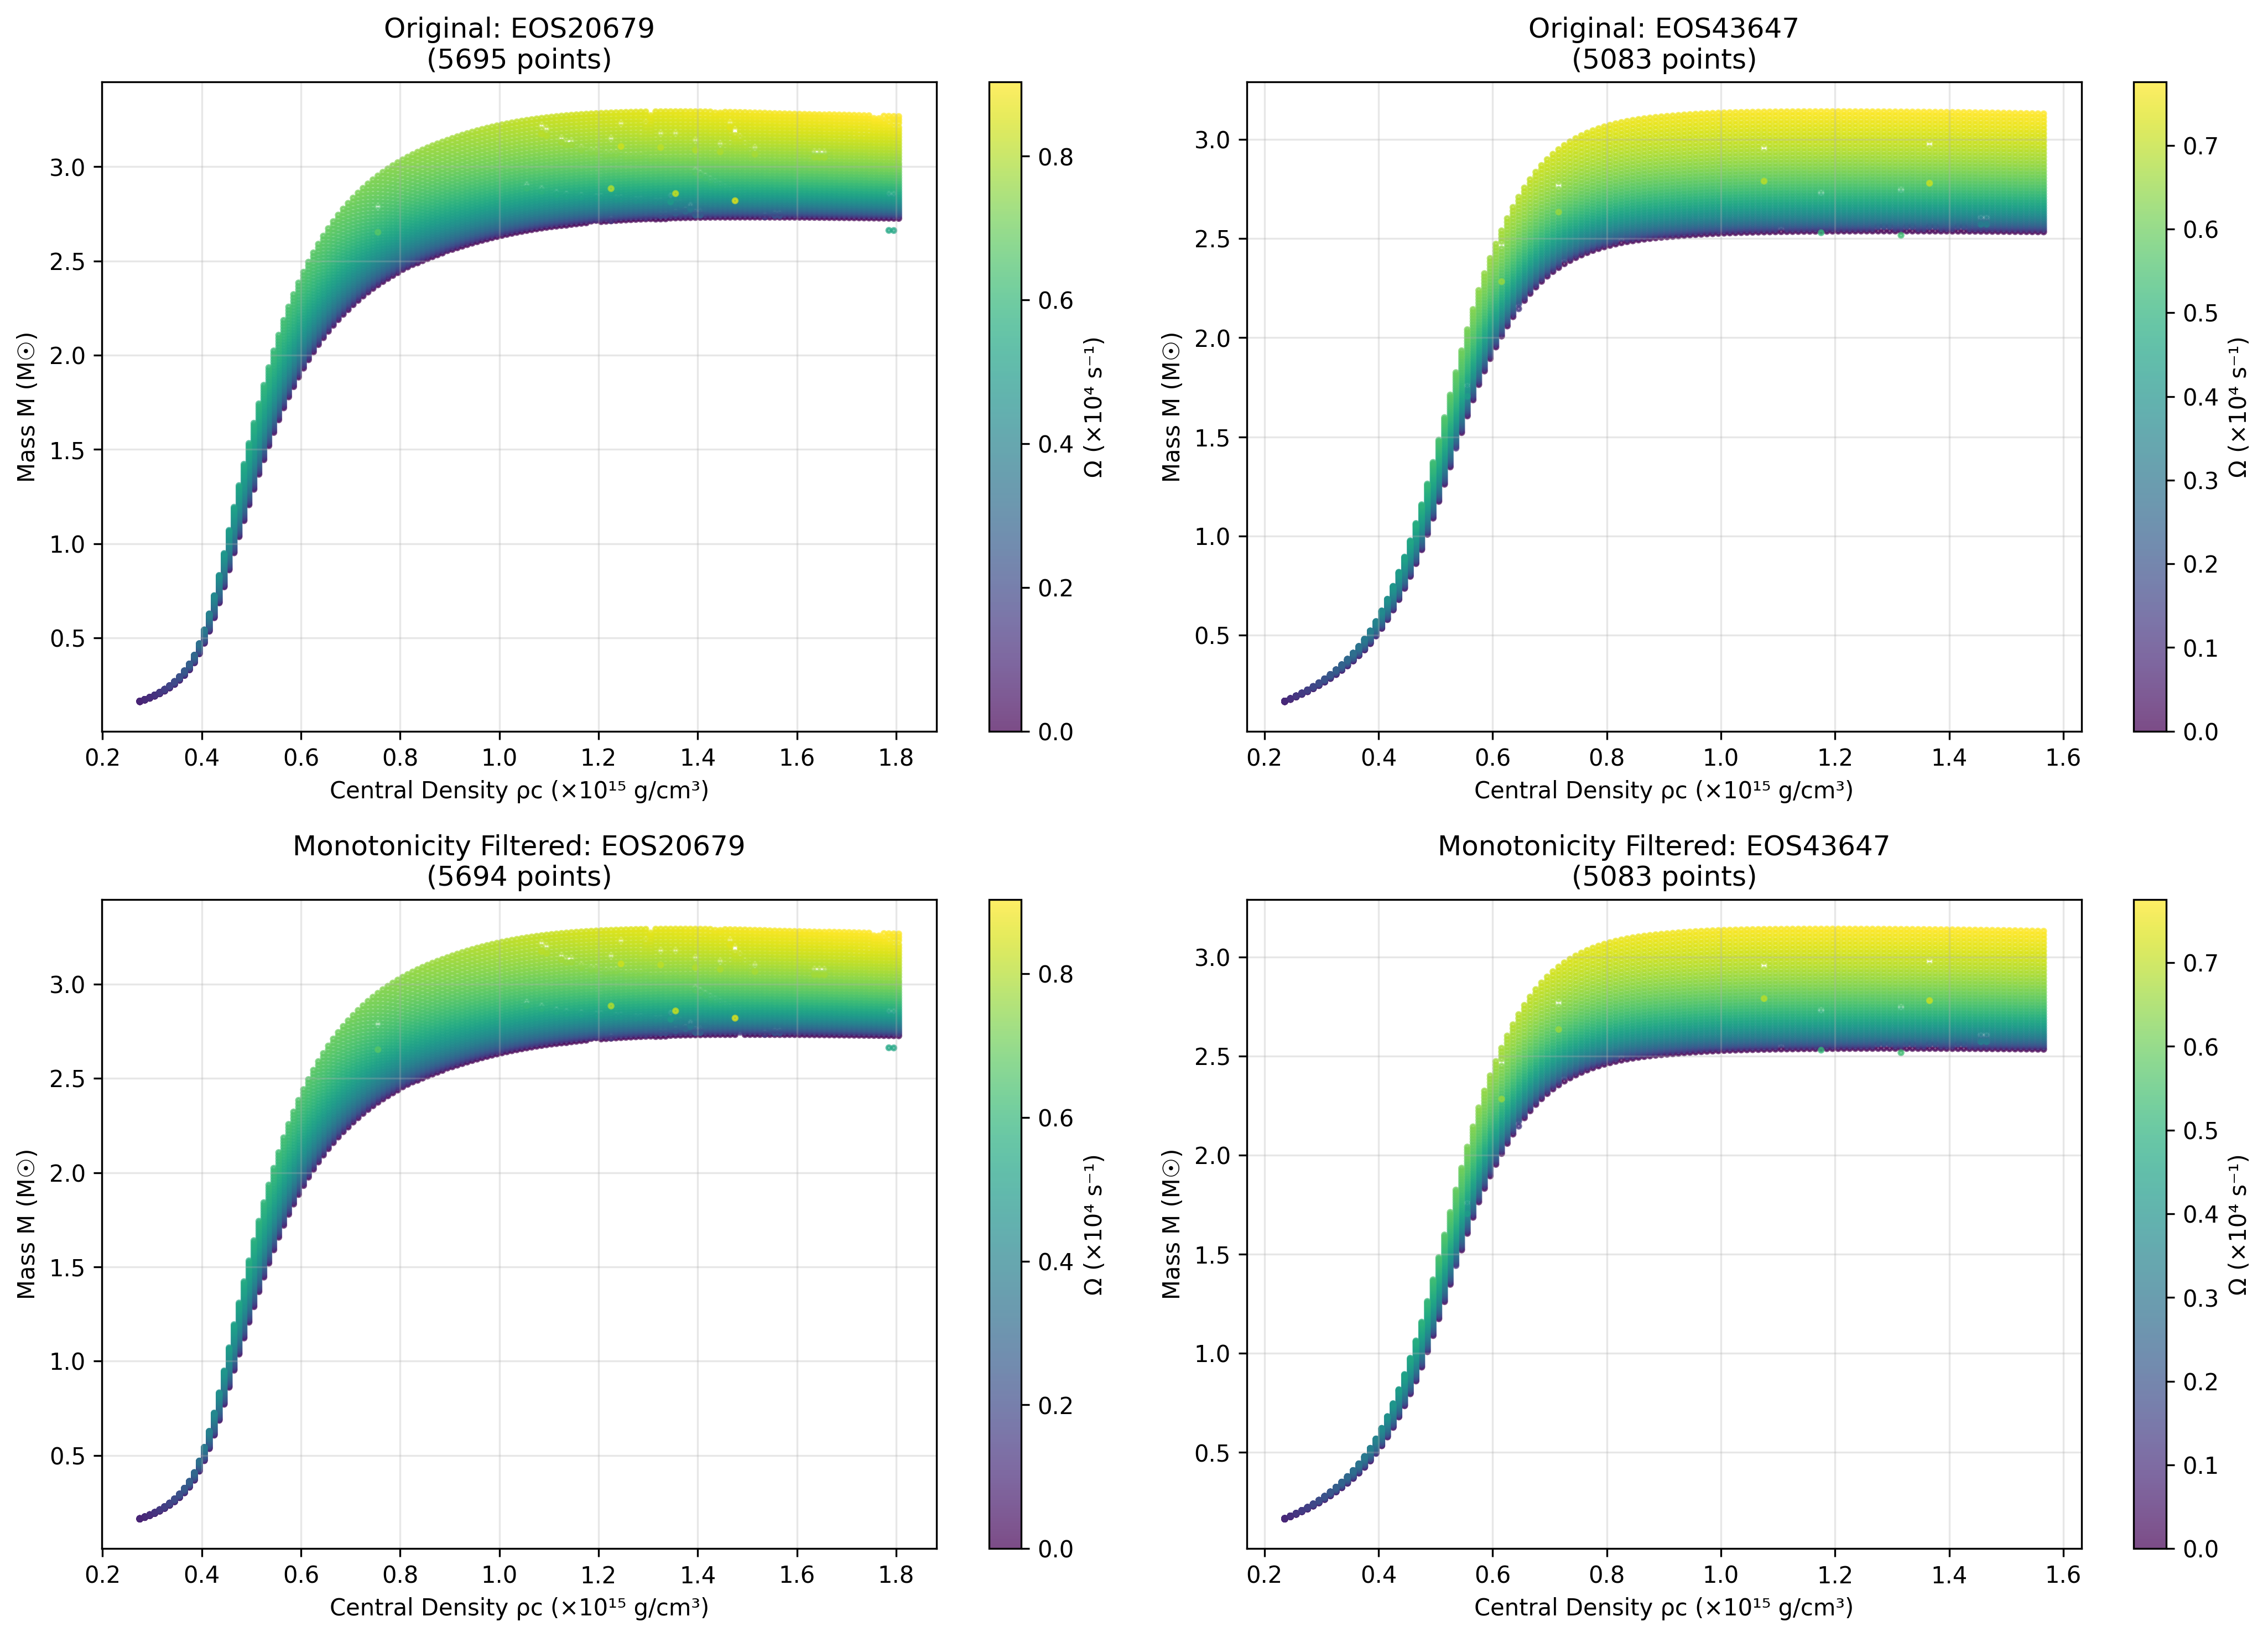 Original: EOS20679
(5695 points)
Mass M (M☉)
3.0
2.5
2.0
1.5
1.0
0.5
0.2 0.4 0.6 0.8 1.0 1.2 1.4 1.6 1.8
Central Density ρc (×10¹⁵ g/cm³)
0.8
0.6
0.4
0.2
0.0
Ω (×10⁴ s⁻¹)
Original: EOS43647
(5083 points)
Mass M (M☉)
3.0
2.5
2.0
1.5
1.0
0.5
0.2 0.4 0.6 0.8 1.0 1.2 1.4 1.6
Central Density ρc (×10¹⁵ g/cm³)
0.7
0.6
0.5
0.4
0.3
0.2
0.1
0.0
Ω (×10⁴ s⁻¹)
Monotonicity Filtered: EOS20679
(5694 points)
Mass M (M☉)
3.0
2.5
2.0
1.5
1.0
0.5
0.2 0.4 0.6 0.8 1.0 1.2 1.4 1.6 1.8
Central Density ρc (×10¹⁵ g/cm³)
0.8
0.6
0.4
0.2
0.0
Ω (×10⁴ s⁻¹)
Monotonicity Filtered: EOS43647
(5083 points)
Mass M (M☉)
3.0
2.5
2.0
1.5
1.0
0.5
0.2 0.4 0.6 0.8 1.0 1.2 1.4 1.6
Central Density ρc (×10¹⁵ g/cm³)
0.7
0.6
0.5
0.4
0.3
0.2
0.1
0.0
Ω (×10⁴ s⁻¹)